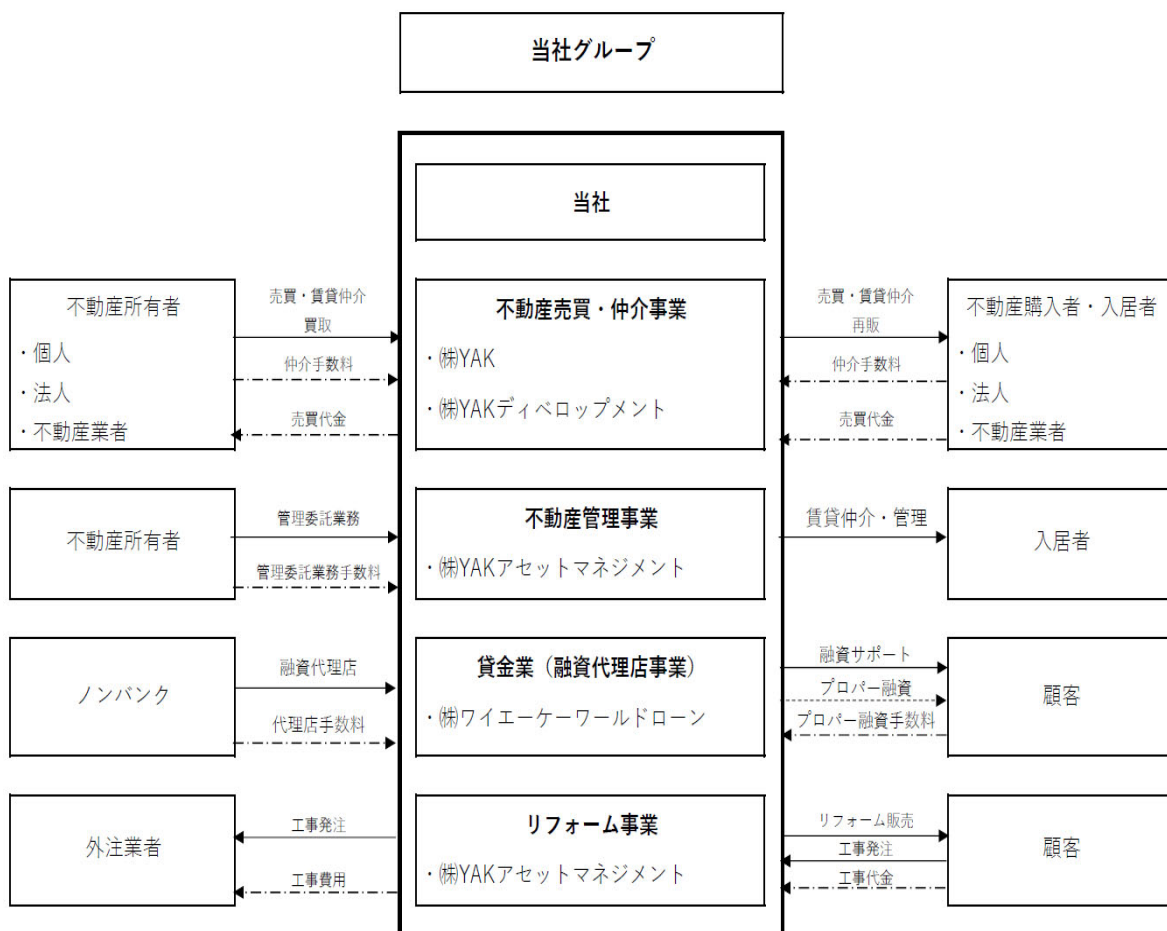 当社グループ
当社
不動産所有者
・個人
・法人
・不動産業者
売買・賃貸仲介
買取
仲介手数料
売買代金
不動産売買・仲介事業
・㈱YAK
・㈱YAKディベロップメント
売買・賃貸仲介
再販
仲介手数料
売買代金
不動産購入者・入居者
・個人
・法人
・不動産業者
不動産所有者
管理委託業務
管理委託業務手数料
不動産管理事業
・㈱YAKアセットマネジメント
賃貸仲介・管理
入居者
ノンバンク
融資代理店
代理店手数料
貸金業（融資代理店事業）
・㈱ワイエーケーワールドローン
融資サポート
プロパー融資
プロパー融資手数料
顧客
外注業者
工事発注
工事費用
リフォーム事業
・㈱YAKアセットマネジメント
リフォーム販売
工事発注
工事代金
顧客